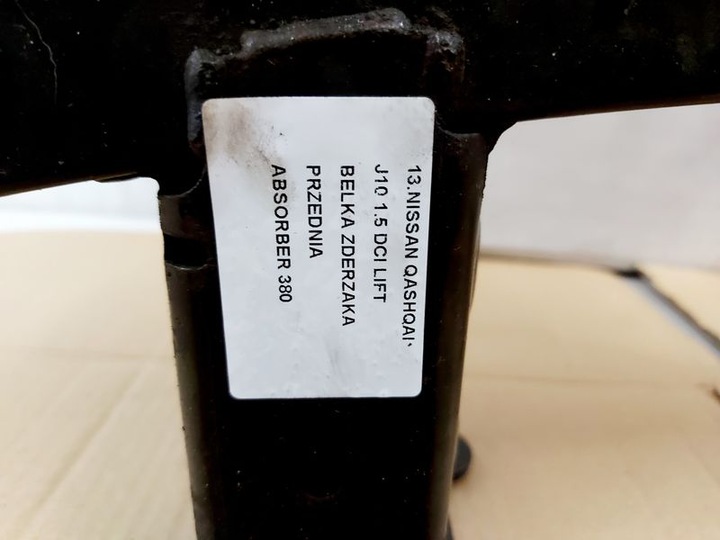 13.NISSAN QASHQAI
J10 1.5 DCI LIFT
BELKA ZDERZAKA
PRZEDNIA
ABSORBER 380